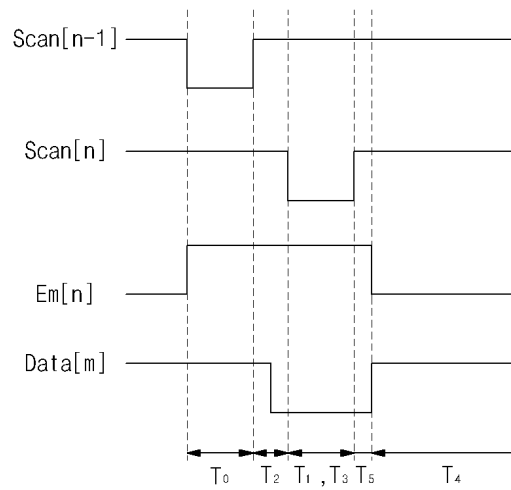 Scan[n-1]
Scan[n]
Em[n]
Data[m]
T₀ T₂ T₁ , T₃ T₅ T₄